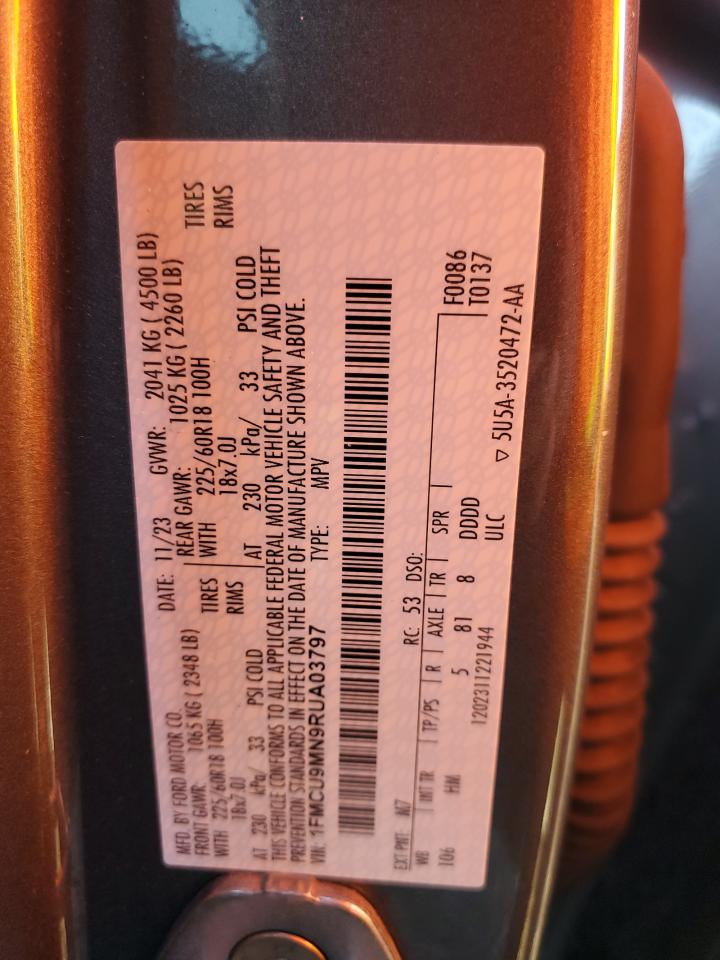 MFD. BY FORD MOTOR CO.
DATE: 11/23 GVWR: 2041 KG ( 4500 LB)
FRONT GAWR: 1065 KG ( 2348 LB)
REAR GAWR: 1025 KG ( 2260 LB)
WITH 225/60R18 100H TIRES
WITH 225/60R18 100H TIRES
18x7.0J RIMS
18x7.0J RIMS
AT 230 kPa/ 33 PSI COLD
AT 230 kPa/ 33 PSI COLD
THIS VEHICLE CONFORMS TO ALL APPLICABLE FEDERAL MOTOR VEHICLE SAFETY AND THEFT
PREVENTION STANDARDS IN EFFECT ON THE DATE OF MANUFACTURE SHOWN ABOVE.
VIN: 1FMCU9MN9RUA03797 TYPE: MPV
EXT PNT: M7 RC: 53 DSO: F0086
WB INT TR TP/PS R AXLE TR SPR T0137
106 HM 5 81 8 DDDD
1202311221944 ULC
▽ 5U5A-3520472-AA